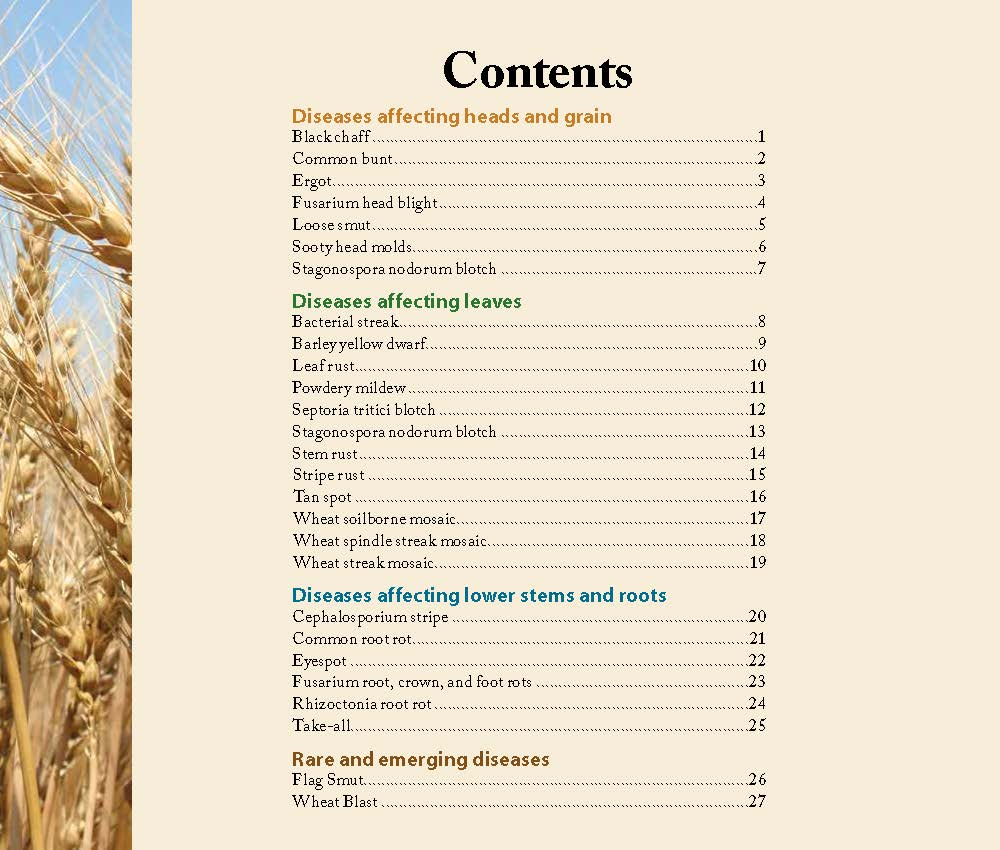 Contents
Diseases affecting heads and grain
Black chaff ........................................................................................1
Common bunt...................................................................................2
Ergot.................................................................................................3
Fusarium head blight.........................................................................4
Loose smut........................................................................................5
Sooty head molds...............................................................................6
Stagonospora nodorum blotch ...........................................................7
Diseases affecting leaves
Bacterial streak..................................................................................8
Barley yellow dwarf............................................................................9
Leaf rust..........................................................................................10
Powdery mildew..............................................................................11
Septoria tritici blotch .......................................................................12
Stagonospora nodorum blotch .........................................................13
Stem rust.........................................................................................14
Stripe rust .......................................................................................15
Tan spot ..........................................................................................16
Wheat soilborne mosaic...................................................................17
Wheat spindle streak mosaic............................................................18
Wheat streak mosaic........................................................................19
Diseases affecting lower stems and roots
Cephalosporium stripe ....................................................................20
Common root rot.............................................................................21
Eyespot ...........................................................................................22
Fusarium root, crown, and foot rots .................................................23
Rhizoctonia root rot ........................................................................24
Take-all...........................................................................................25
Rare and emerging diseases
Flag Smut........................................................................................26
Wheat Blast ....................................................................................27